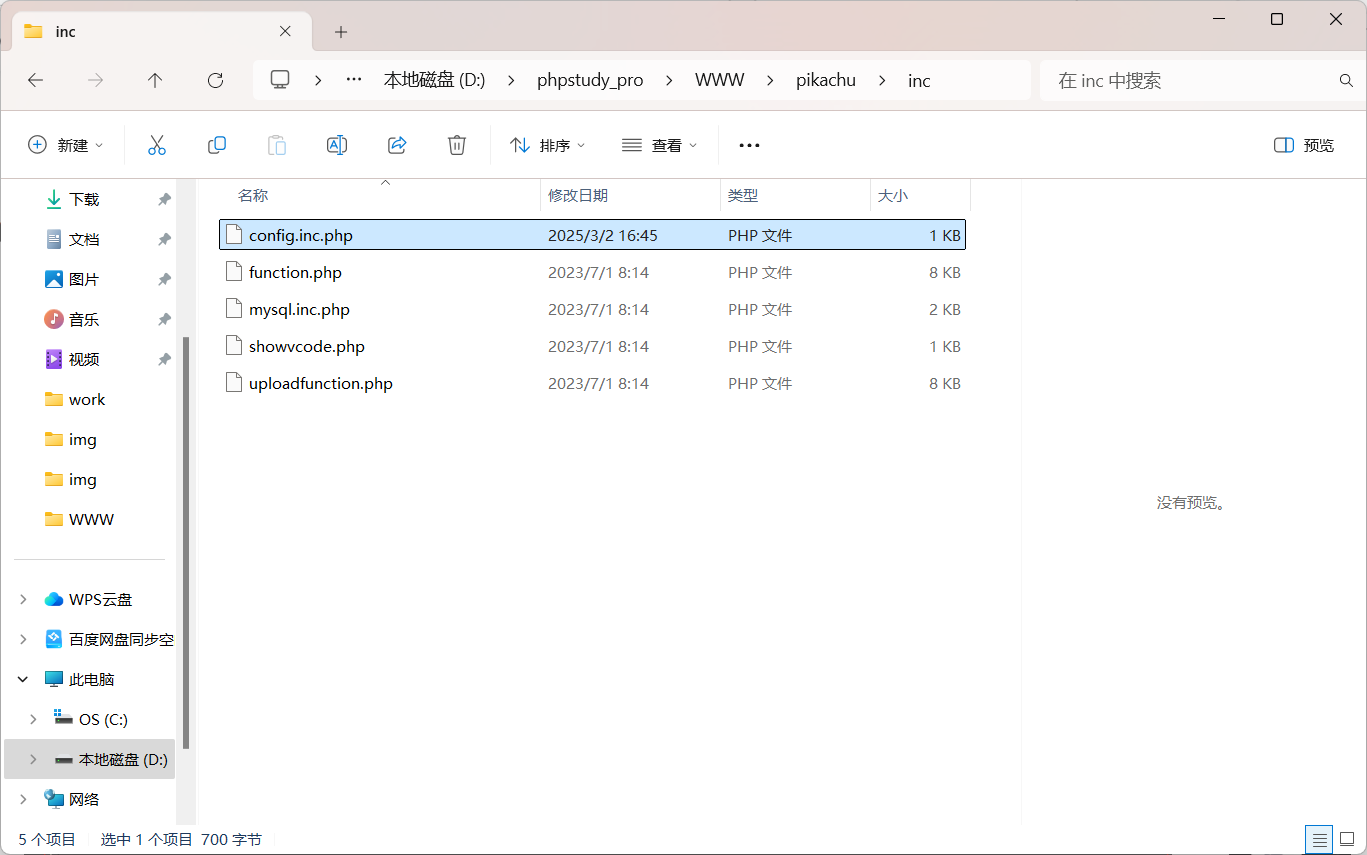 inc
··· 本地磁盘 (D:) phpstudy_pro WWW pikachu inc
在 inc 中搜索
新建 排序 查看 ··· 预览
下载
文档
图片
音乐
视频
work
img
img
WWW
WPS云盘
百度网盘同步空
此电脑
OS (C:)
本地磁盘 (D:)
网络
名称 修改日期 类型 大小
config.inc.php 2025/3/2 16:45 PHP 文件 1 KB
function.php 2023/7/1 8:14 PHP 文件 8 KB
mysql.inc.php 2023/7/1 8:14 PHP 文件 2 KB
showvcode.php 2023/7/1 8:14 PHP 文件 1 KB
uploadfunction.php 2023/7/1 8:14 PHP 文件 8 KB
没有预览。
5 个项目 选中 1 个项目 700 字节